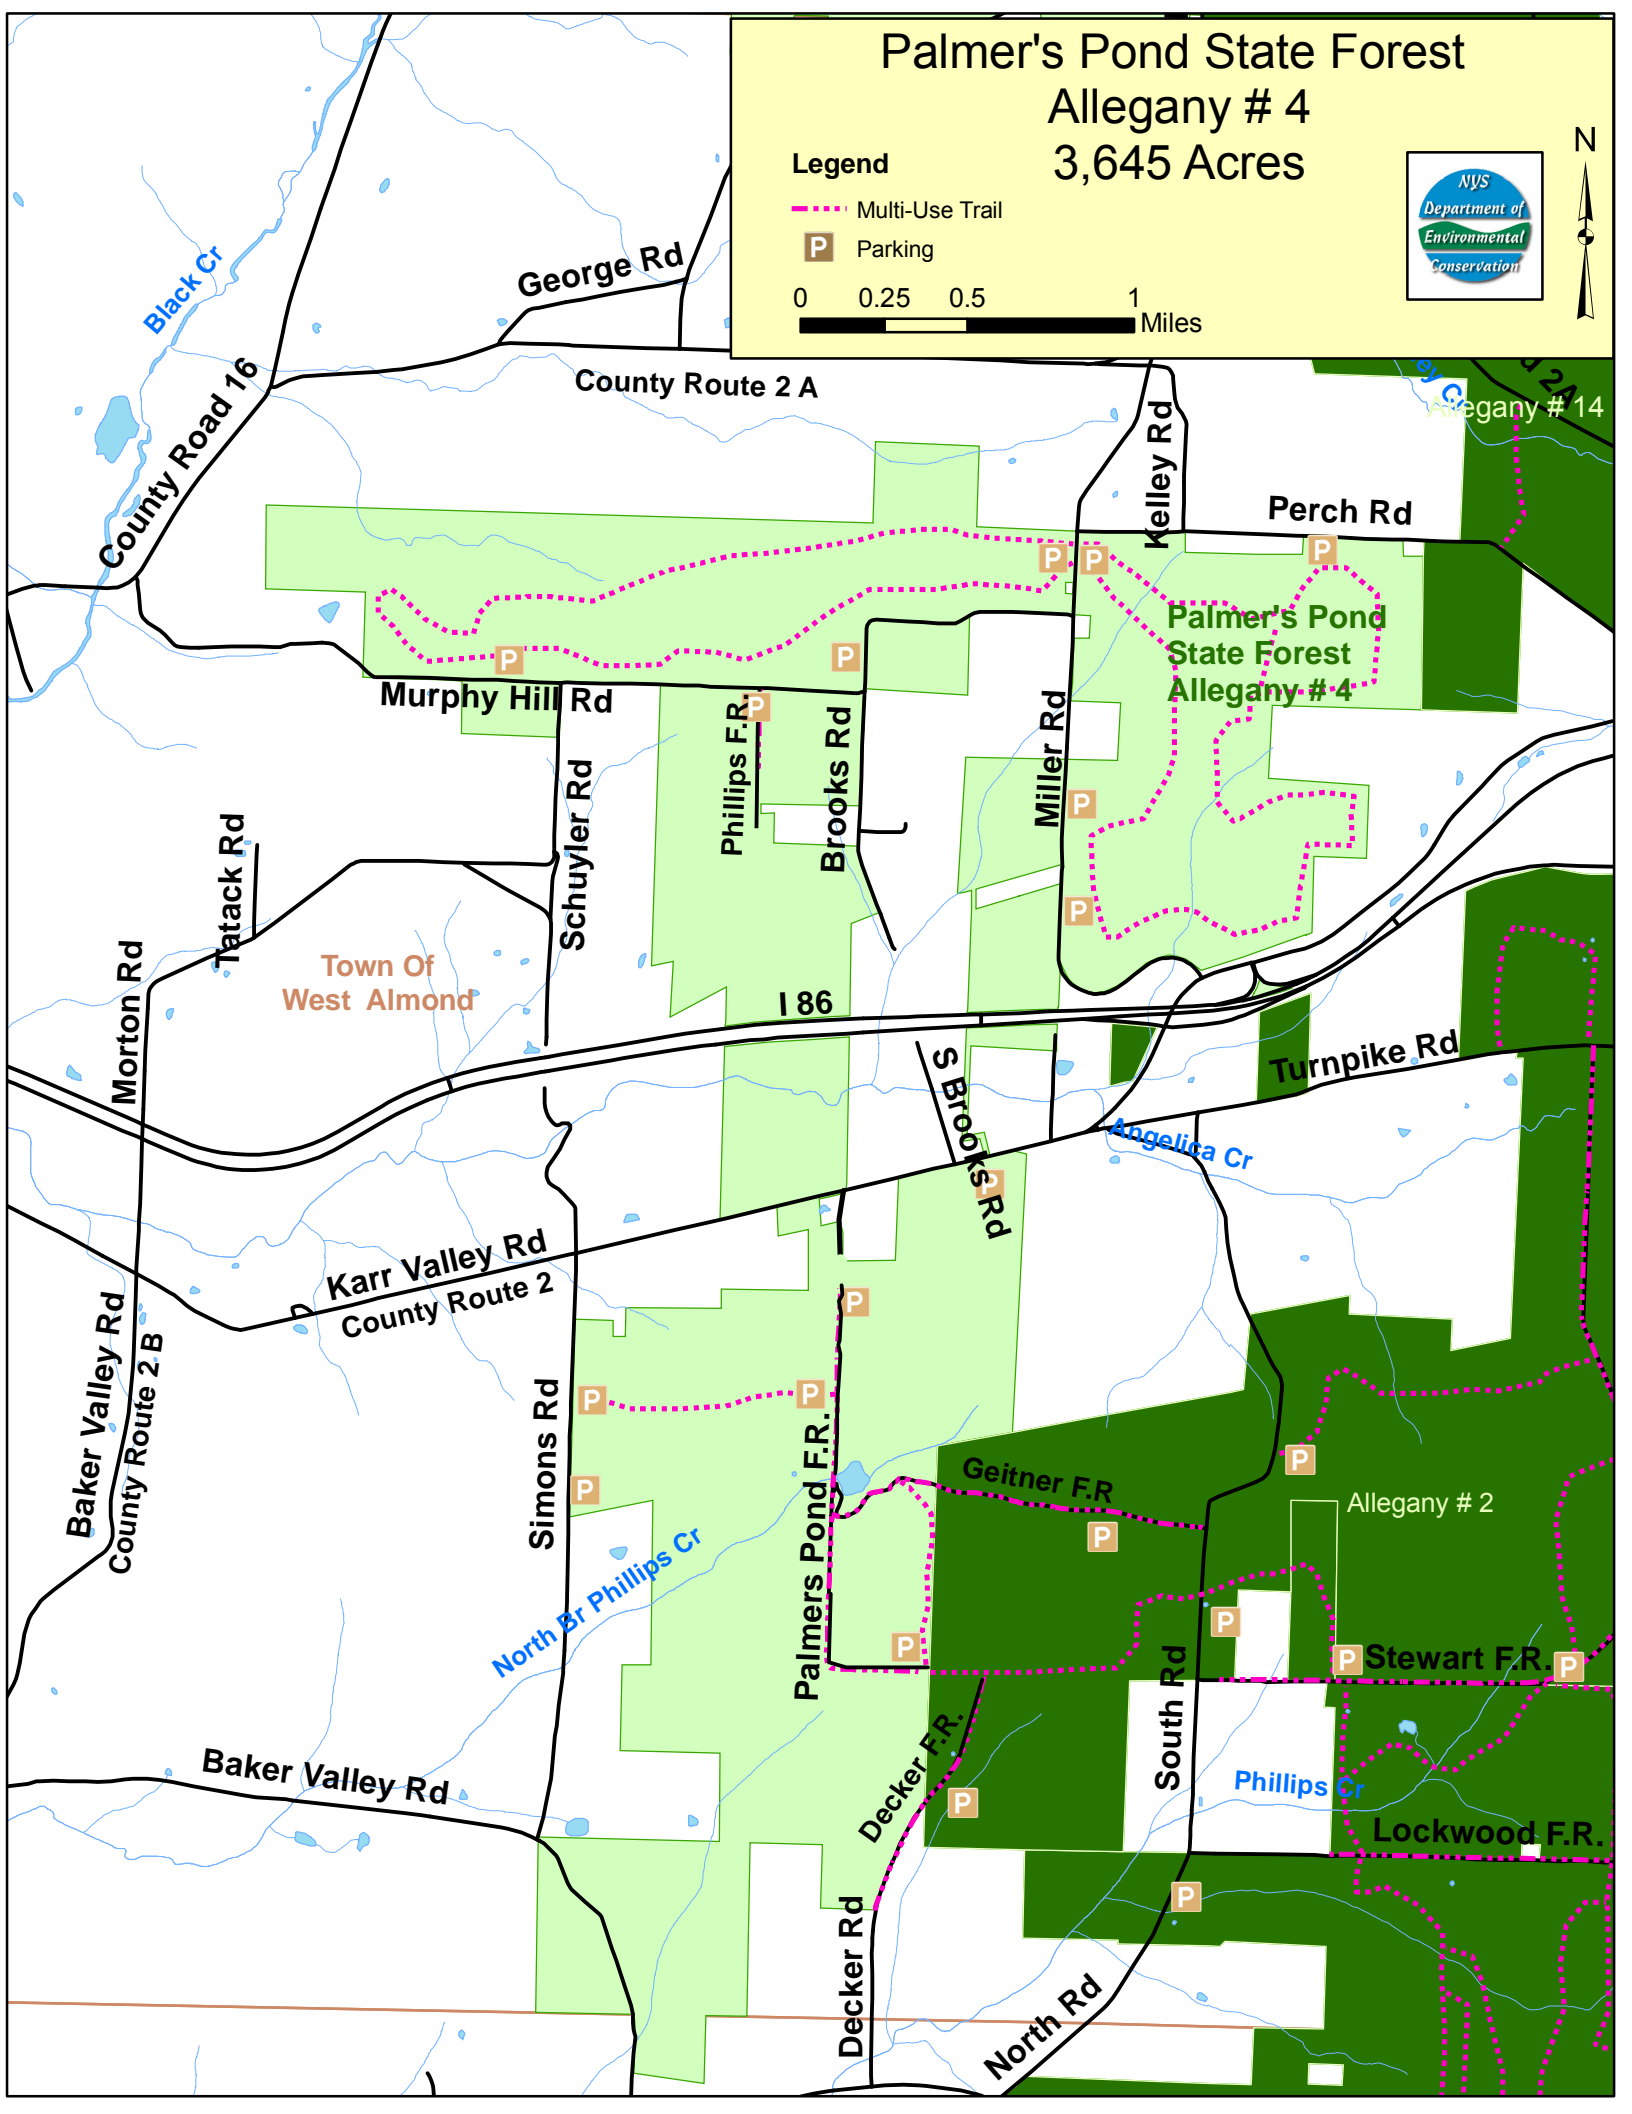 Palmer's Pond State Forest
Allegany # 4
3,645 Acres
Legend
Multi-Use Trail
P
Parking
0 0.25 0.5 1
Miles
N
NYS
Department of
Environmental
Conservation
George Rd
Black Cr
County Route 2 A
County Road 16
Kelley Rd
Perch Rd
d 2A
ey Cr
Allegany # 14
P
P
P
Palmer's Pond
State Forest
Allegany # 4
P
P
Murphy Hill Rd
P
Phillips F.R.
Brooks Rd
Miller Rd
P
P
Schuyler Rd
Tatack Rd
Morton Rd
Town Of
West Almond
I 86
S Brooks Rd
Turnpike Rd
Angelica Cr
P
Karr Valley Rd
County Route 2
Baker Valley Rd
County Route 2 B
P
P
P
P
Simons Rd
Palmers Pond F.R.
Geitner F.R
P
P
Allegany # 2
North Br Phillips Cr
P
P
P
Stewart F.R.
P
South Rd
Decker F.R.
P
Phillips Cr
Lockwood F.R.
Baker Valley Rd
P
Decker Rd
North Rd